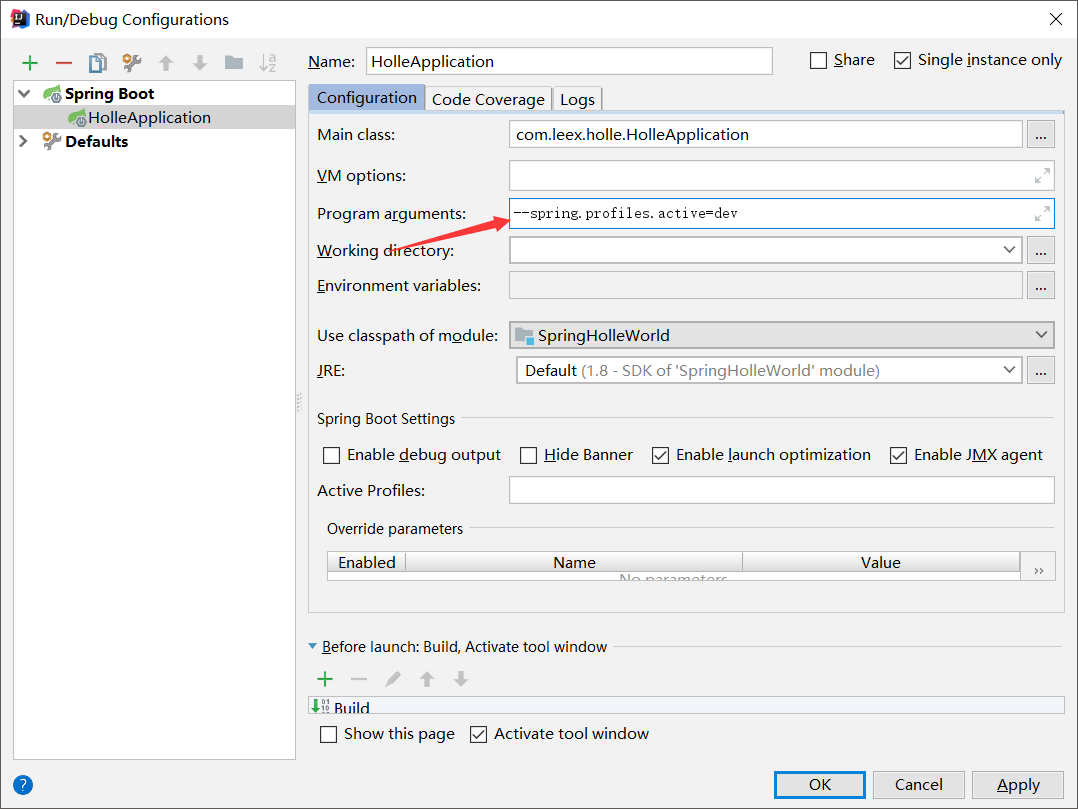 Run/Debug Configurations
Name: HolleApplication
Share
Single instance only
Spring Boot
HolleApplication
Defaults
Configuration
Code Coverage
Logs
Main class: com.leex.holle.HolleApplication ...
VM options:
Program arguments: --spring.profiles.active=dev
Working directory: ...
Environment variables: ...
Use classpath of module: SpringHolleWorld
JRE: Default (1.8 - SDK of 'SpringHolleWorld' module) ...
Spring Boot Settings
Enable debug output
Hide Banner
Enable launch optimization
Enable JMX agent
Active Profiles:
Override parameters
Enabled Name Value »
No parameters
Before launch: Build, Activate tool window
Build
Show this page
Activate tool window
? OK Cancel Apply